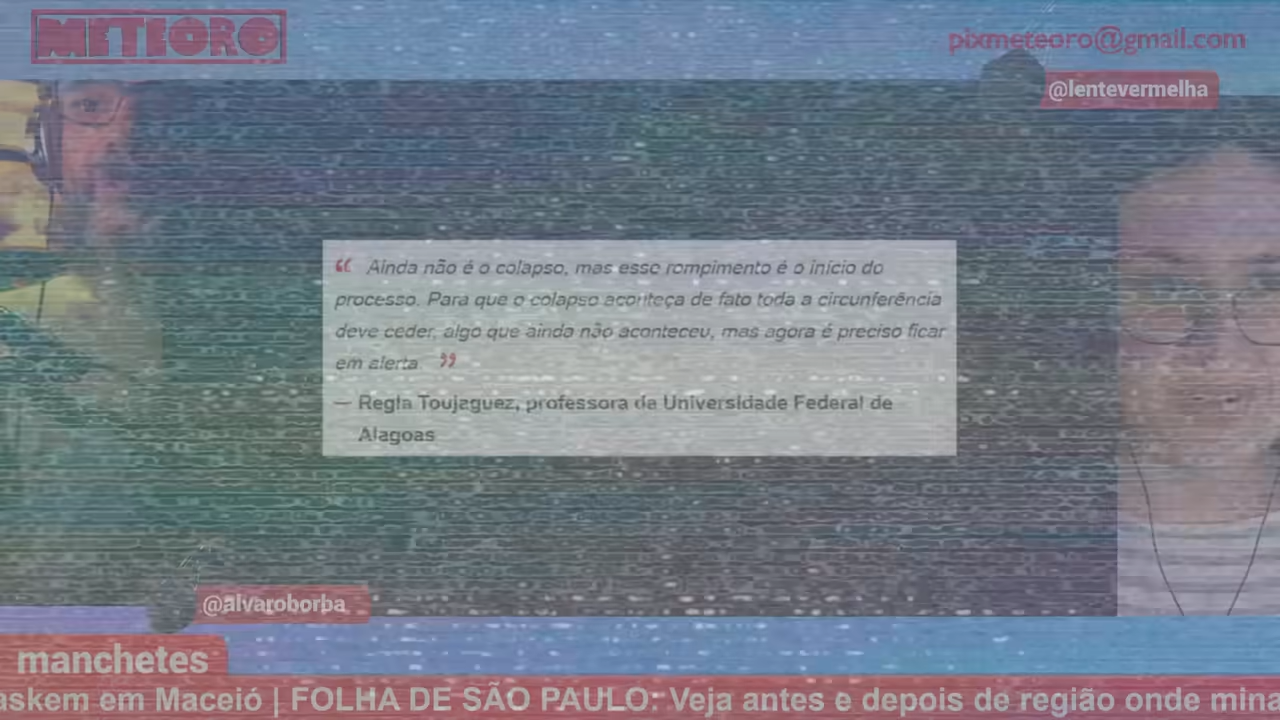 METEORO
pixmeteoro@gmail.com
@lentevermelha
“ Ainda não é o colapso, mas esse rompimento é o início do
processo. Para que o colapso aconteça de fato toda a circunferência
deve ceder, algo que ainda não aconteceu, mas agora é preciso ficar
em alerta. ”
— Regla Toujaguez, professora da Universidade Federal de
Alagoas
@alvaroborba
manchetes
askem em Maceió | FOLHA DE SÃO PAULO: Veja antes e depois de região onde mina